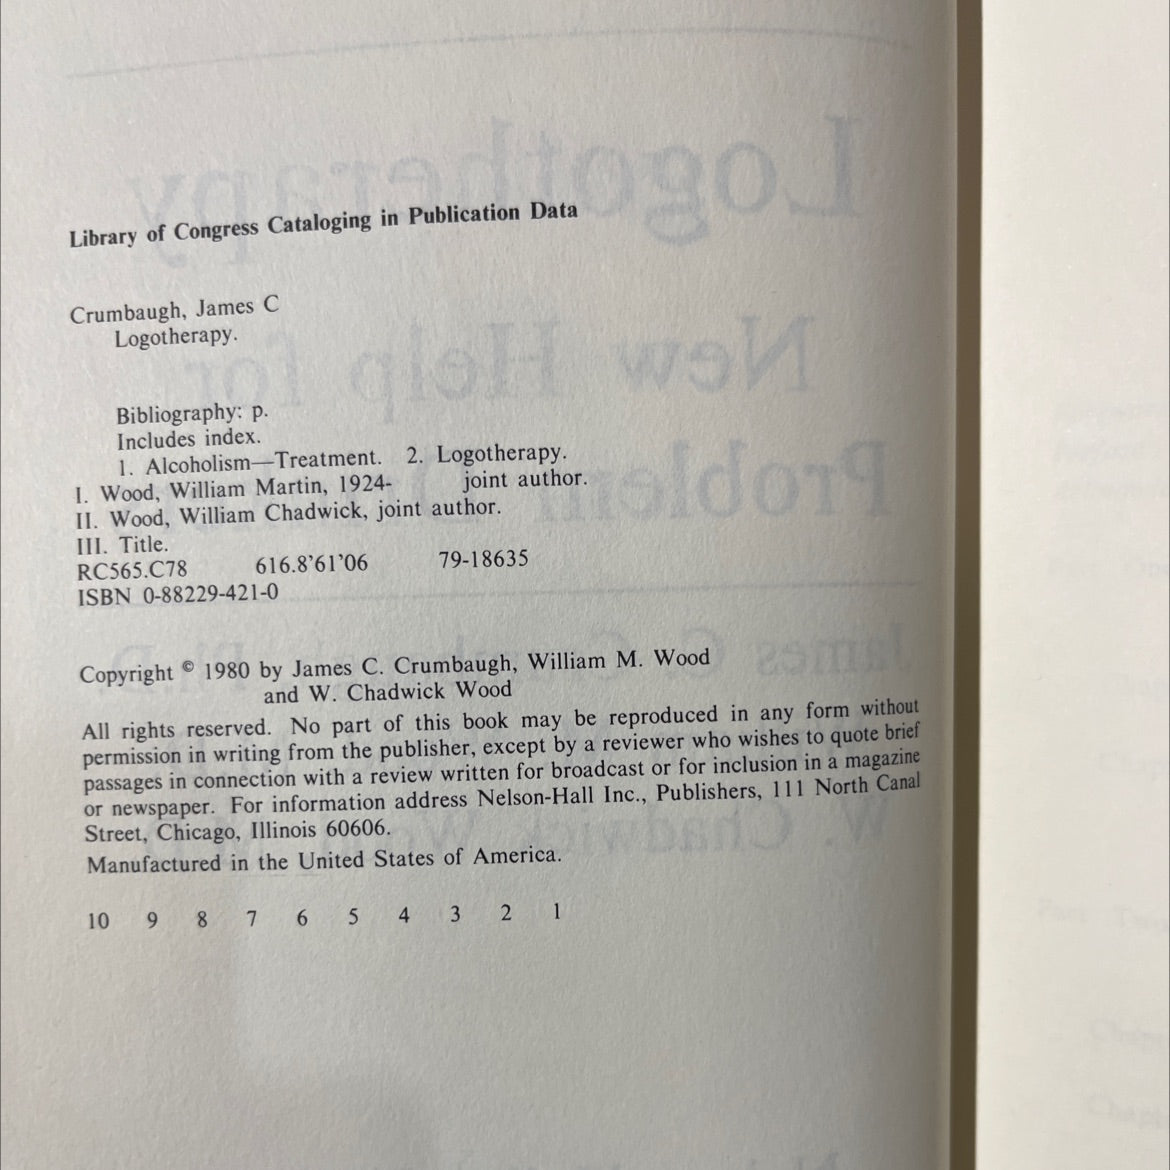 Library of Congress Cataloging in Publication Data
Crumbaugh, James C
Logotherapy.
Bibliography: p.
Includes index.
1. Alcoholism—Treatment. 2. Logotherapy.
I. Wood, William Martin, 1924- joint author.
II. Wood, William Chadwick, joint author.
III. Title.
RC565.C78 616.8'61'06 79-18635
ISBN 0-88229-421-0
Copyright © 1980 by James C. Crumbaugh, William M. Wood
and W. Chadwick Wood
All rights reserved. No part of this book may be reproduced in any form without
permission in writing from the publisher, except by a reviewer who wishes to quote brief
passages in connection with a review written for broadcast or for inclusion in a magazine
or newspaper. For information address Nelson-Hall Inc., Publishers, 111 North Canal
Street, Chicago, Illinois 60606.
Manufactured in the United States of America.
10 9 8 7 6 5 4 3 2 1